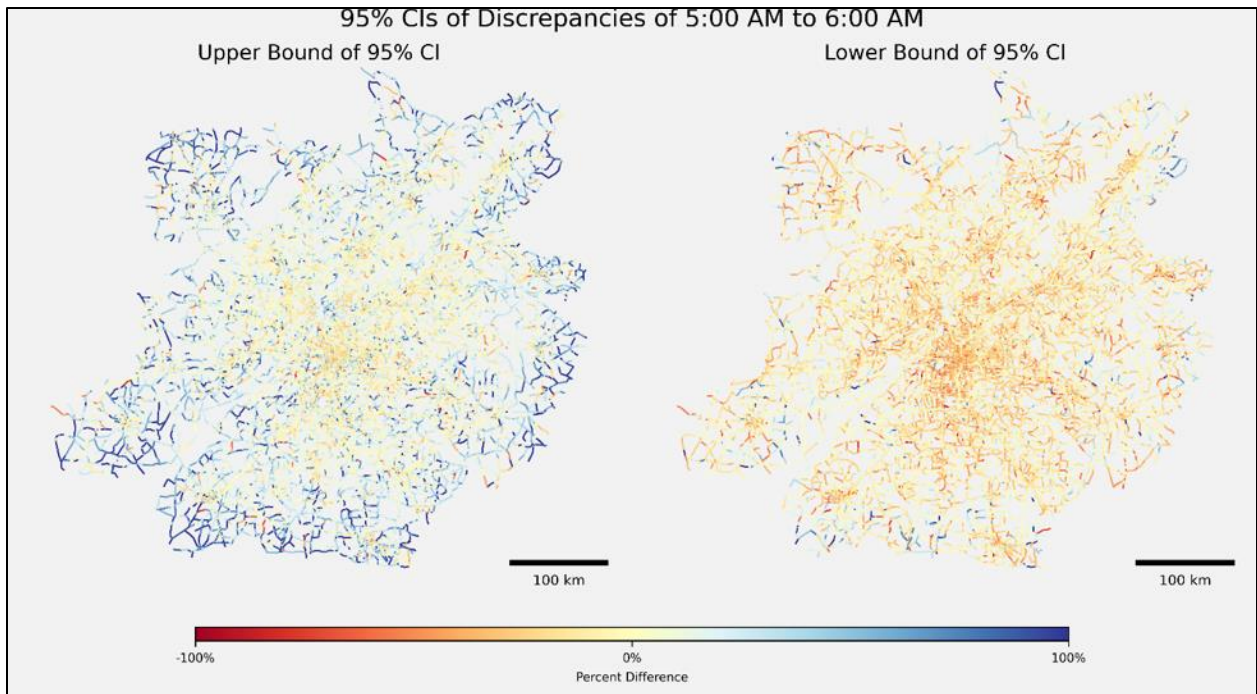 95% CIs of Discrepancies of 5:00 AM to 6:00 AM
Upper Bound of 95% CI
Lower Bound of 95% CI
100 km
100 km
-100%
0%
100%
Percent Difference